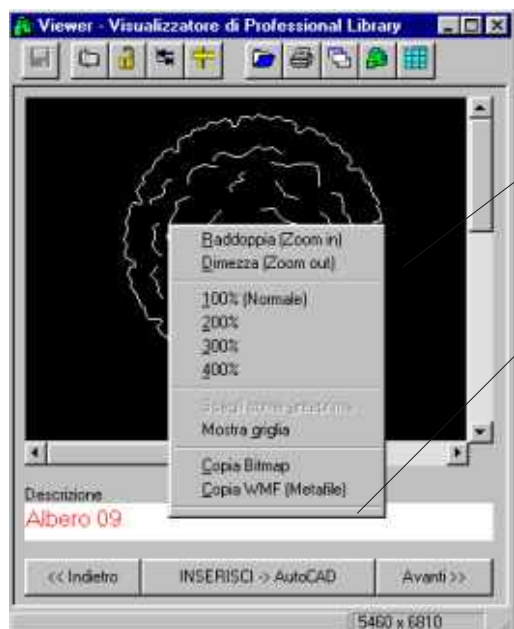 Viewer - Visualizzatore di Professional Library
Raddoppia (Zoom in)
Dimezza (Zoom out)
100% (Normale)
200%
300%
400%
Mostra griglia
Copia Bitmap
Copia WMF (Metafile)
Descrizione
Albero 09
<< Indietro
INSERISCI -> AutoCAD
Avanti >>
5460 x 6810